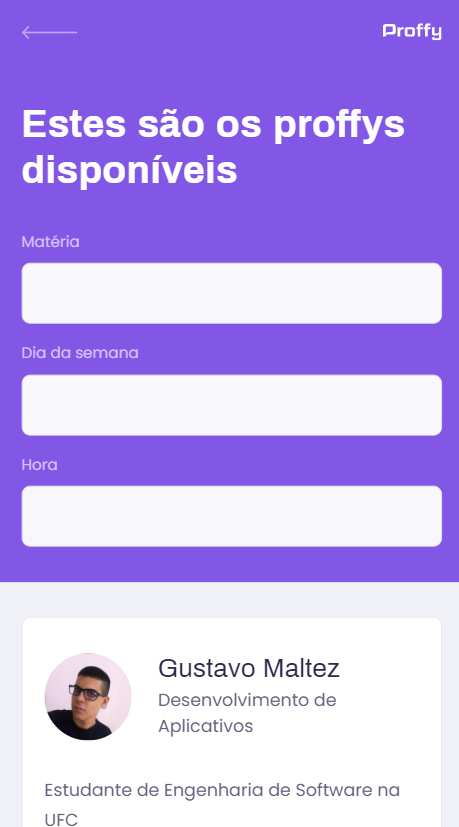 Proffy
Estes são os proffys
disponíveis
Matéria
Dia da semana
Hora
Gustavo Maltez
Desenvolvimento de
Aplicativos
Estudante de Engenharia de Software na
UFC